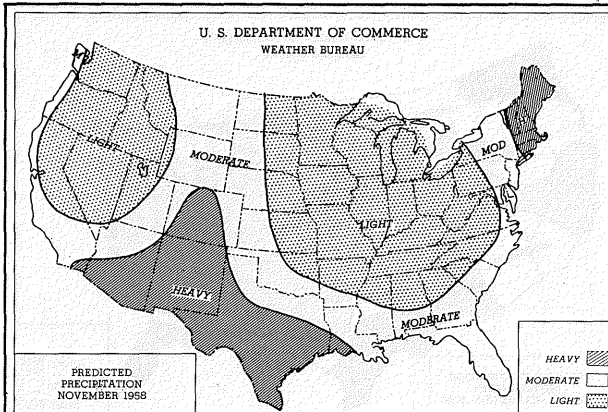 U. S. DEPARTMENT OF COMMERCE
WEATHER BUREAU
LIGHT
MODERATE
MOD
LIGHT
HEAVY
MODERATE
PREDICTED
PRECIPITATION
NOVEMBER 1958
HEAVY
MODERATE
LIGHT